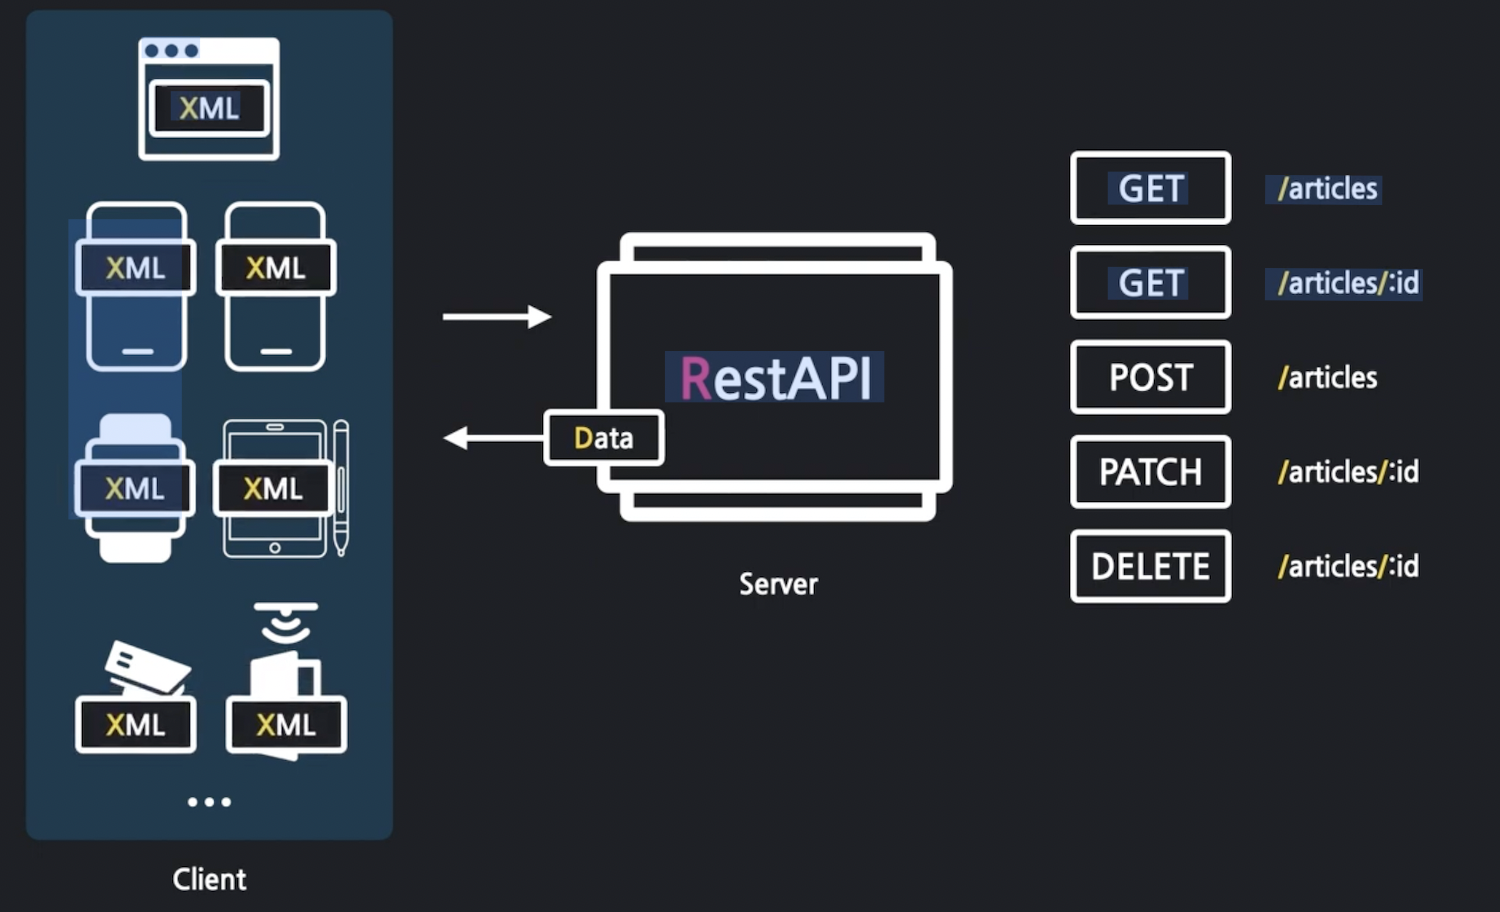 XML
XML XML
XML XML
XML XML
...
Client
RestAPI
Data
Server
GET /articles
GET /articles/:id
POST /articles
PATCH /articles/:id
DELETE /articles/:id